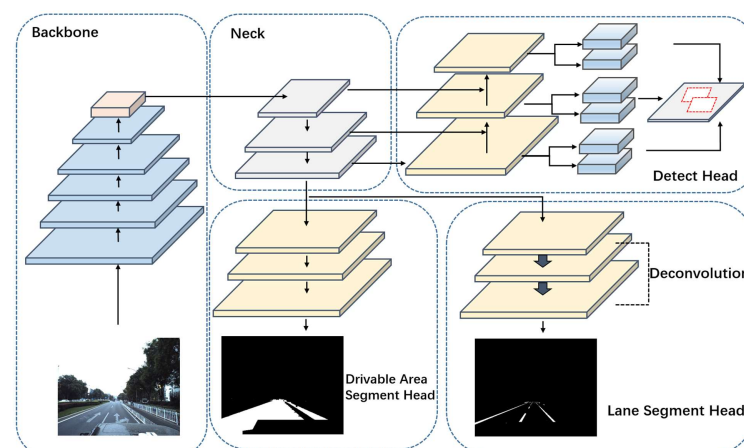 Backbone
Neck
Detect Head
Deconvolution
Drivable Area
Segment Head
Lane Segment Head